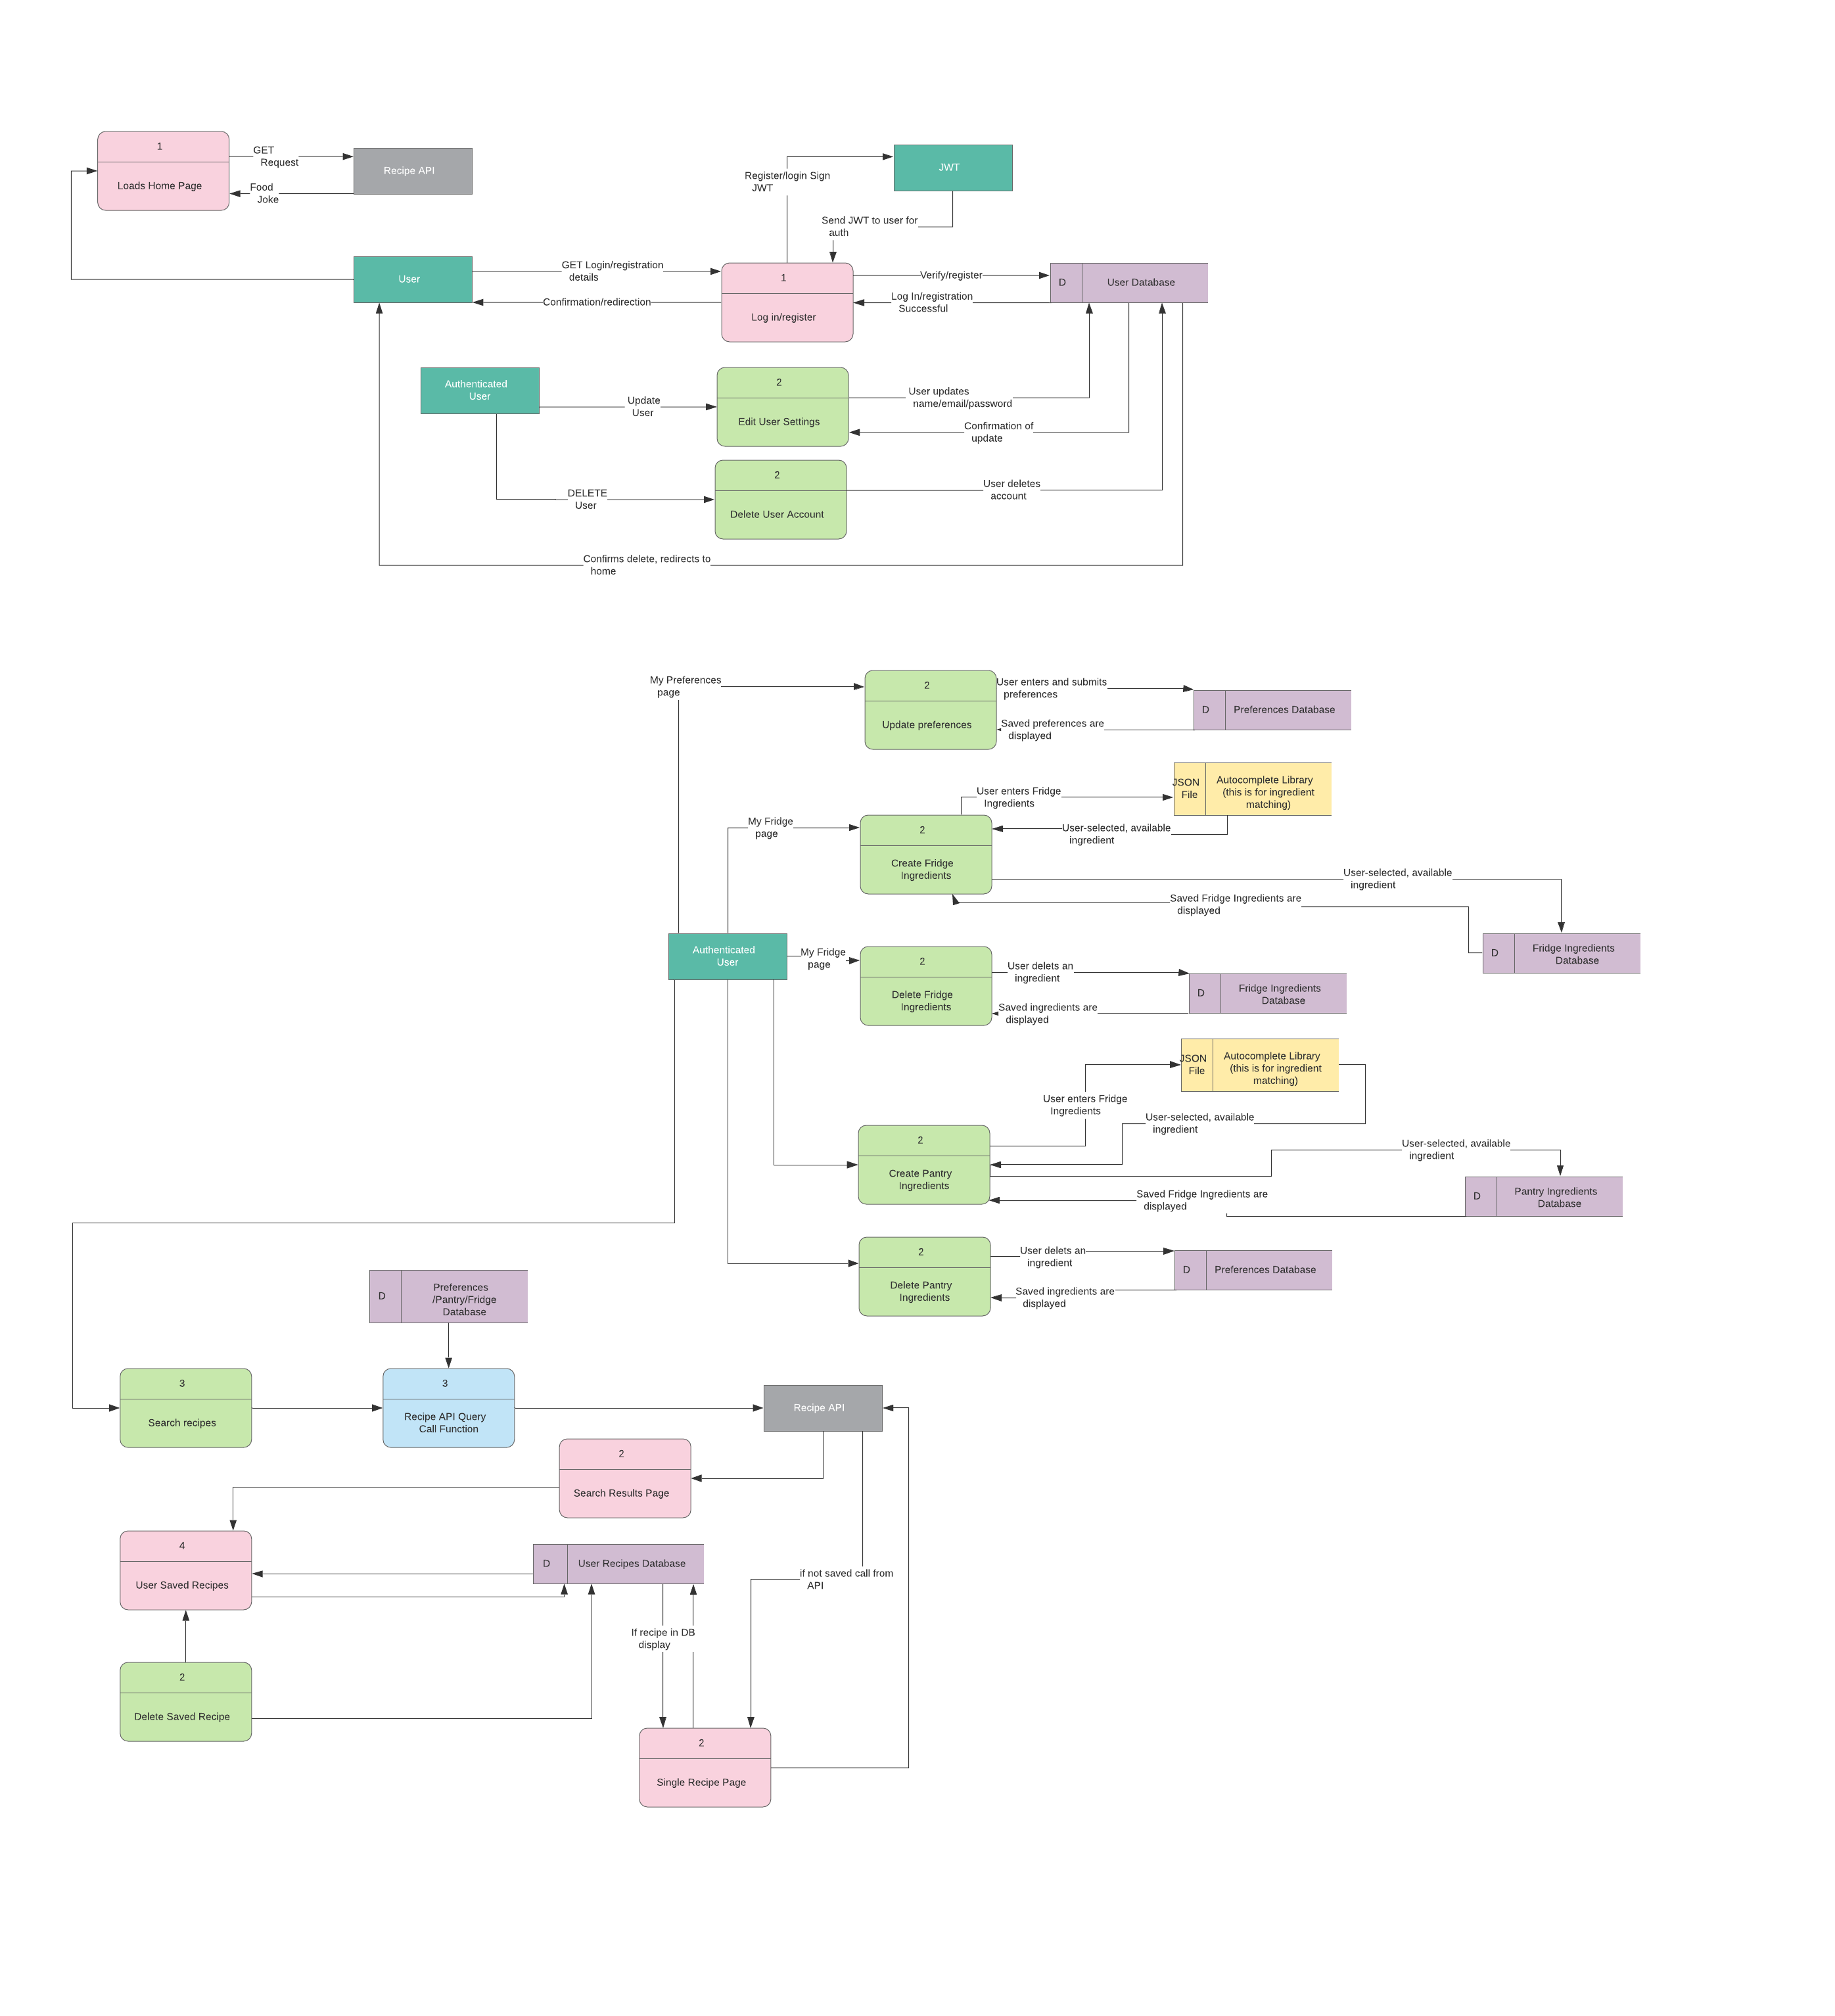 1
Loads Home Page
GET
Request
Food
Joke
Recipe API
Register/login Sign
JWT
JWT
Send JWT to user for
auth
User
GET Login/registration
details
Confirmation/redirection
1
Log in/register
Verify/register
Log In/registration
Successful
D
User Database
Authenticated
User
Update
User
2
Edit User Settings
User updates
name/email/password
Confirmation of
update
DELETE
User
2
Delete User Account
User deletes
account
Confirms delete, redirects to
home
My Preferences
page
2
Update preferences
User enters and submits
preferences
Saved preferences are
displayed
D
Preferences Database
My Fridge
page
2
Create Fridge
Ingredients
User enters Fridge
Ingredients
JSON
File
Autocomplete Library
(this is for ingredient
matching)
User-selected, available
ingredient
User-selected, available
ingredient
Saved Fridge Ingredients are
displayed
D
Fridge Ingredients
Database
Authenticated
User
My Fridge
page
2
Delete Fridge
Ingredients
User delets an
ingredient
Saved ingredients are
displayed
D
Fridge Ingredients
Database
JSON
File
Autocomplete Library
(this is for ingredient
matching)
User enters Fridge
Ingredients
User-selected, available
ingredient
2
Create Pantry
Ingredients
User-selected, available
ingredient
Saved Fridge Ingredients are
displayed
D
Pantry Ingredients
Database
2
Delete Pantry
Ingredients
User delets an
ingredient
Saved ingredients are
displayed
D
Preferences Database
D
Preferences
/Pantry/Fridge
Database
3
Search recipes
3
Recipe API Query
Call Function
Recipe API
2
Search Results Page
4
User Saved Recipes
D
User Recipes Database
if not saved call from
API
If recipe in DB
display
2
Delete Saved Recipe
2
Single Recipe Page